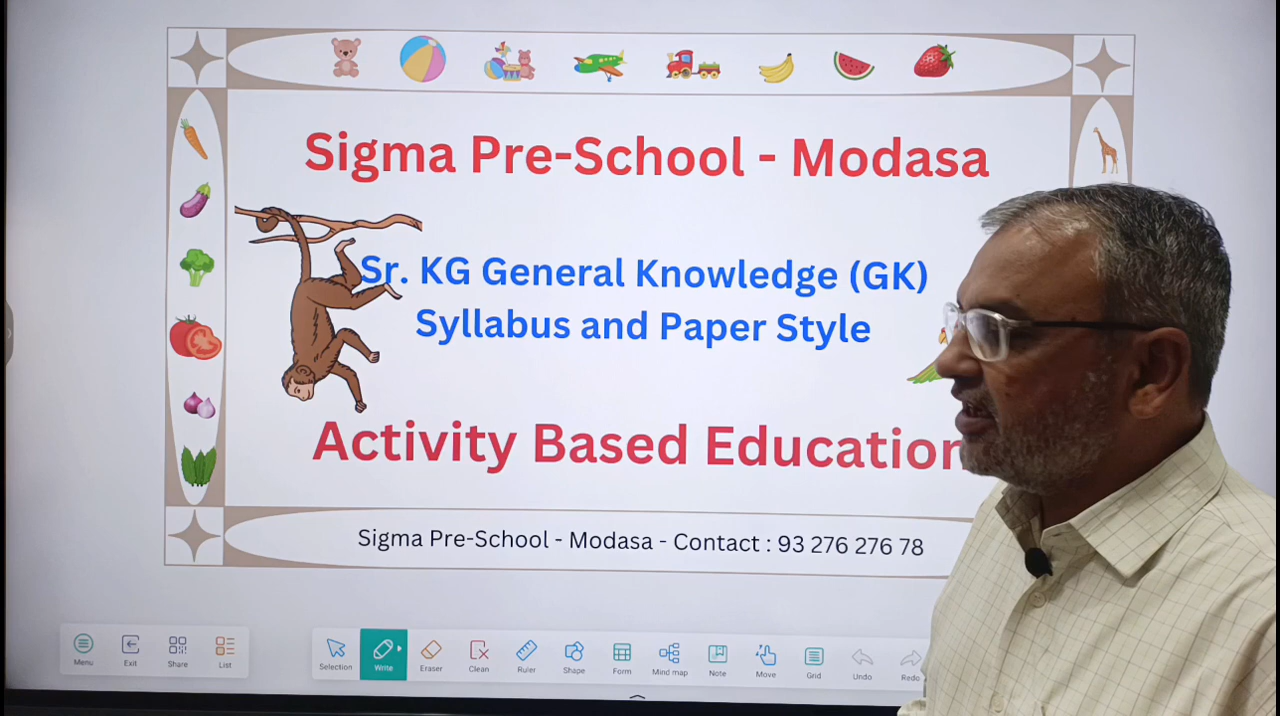 Sigma Pre-School - Modasa
Sr. KG General Knowledge (GK)
Syllabus and Paper Style
Activity Based Education
Sigma Pre-School - Modasa - Contact : 93 276 276 78
Menu Exit Share List Selection Write Eraser Clean Ruler Shape Form Mind map Note Move Grid Undo Redo